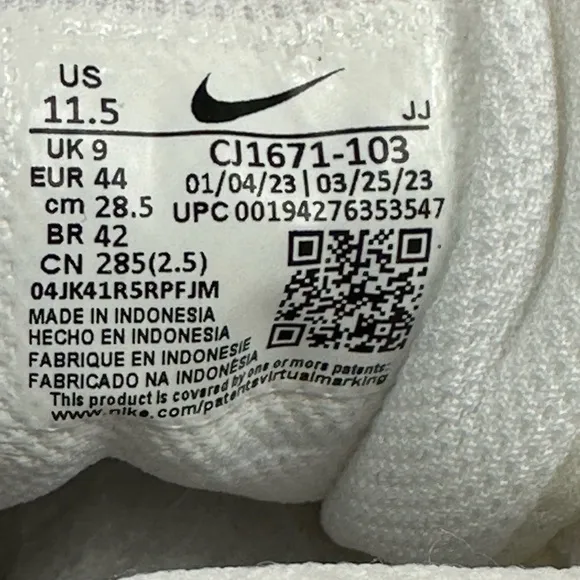 US
11.5
JJ
UK 9
CJ1671-103
EUR 44
01/04/23 | 03/25/23
cm 28.5
UPC 00194276353547
BR 42
CN 285(2.5)
04JK41R5RPFJM
MADE IN INDONESIA
HECHO EN INDONESIA
FABRIQUE EN INDONESIE
FABRICADO NA INDONÉSIA
This product is covered by one or more patents:
www.nike.com/patentsvirtualmarking